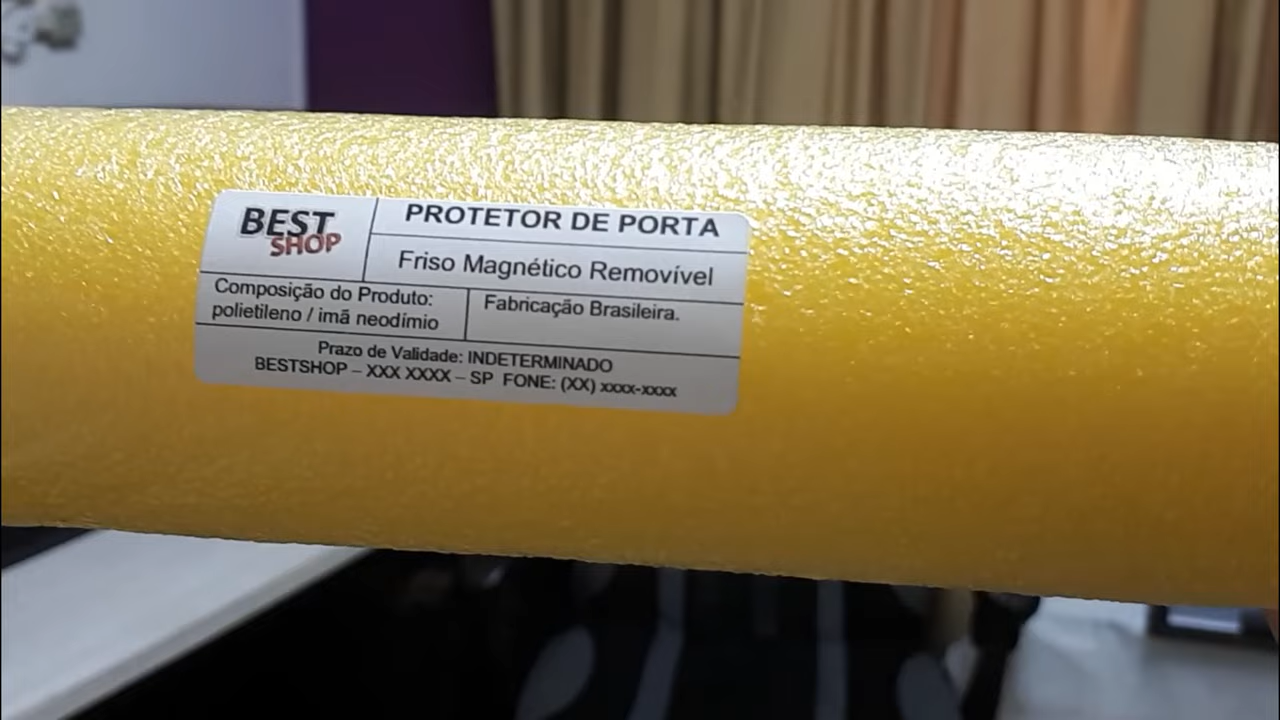 BEST
SHOP
PROTETOR DE PORTA
Friso Magnético Removível
Composição do Produto:
polietileno / imã neodímio
Fabricação Brasileira.
Prazo de Validade: INDETERMINADO
BESTSHOP – XXX XXXX – SP FONE: (XX) xxxx-xxxx